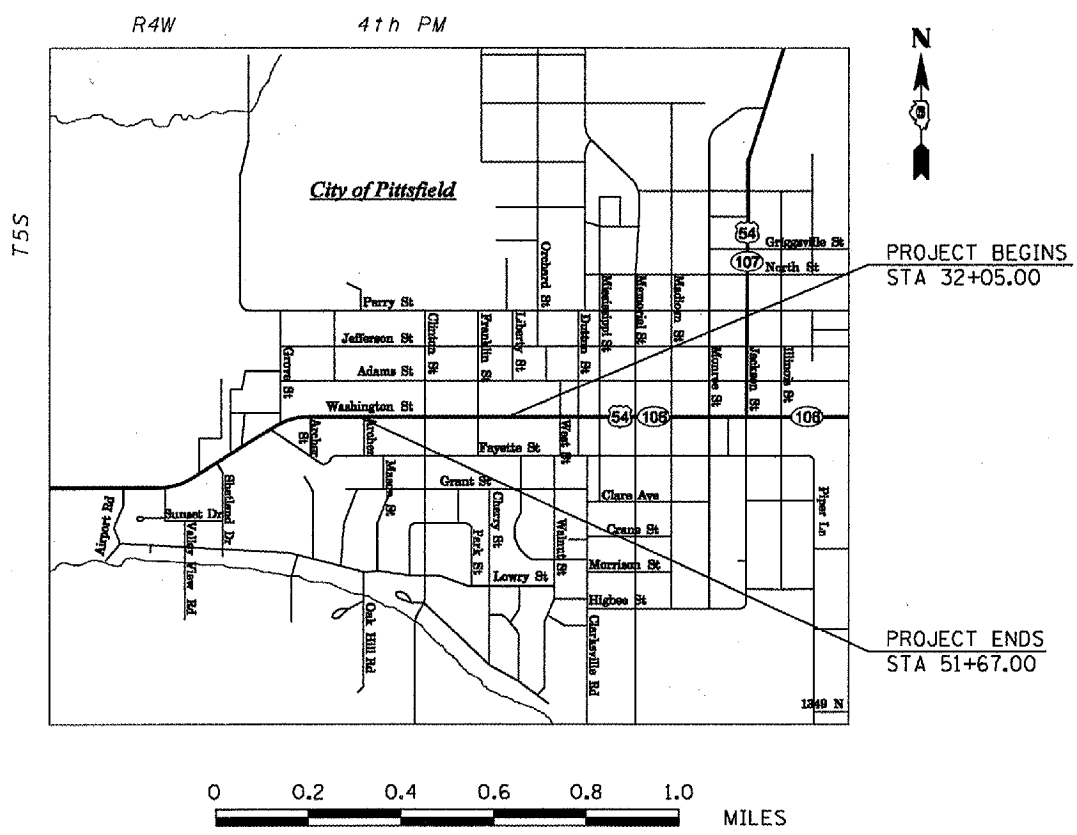 R4W 4th PM
N
T5S
City of Pittsfield
54
Griggsville St
107
North St
PROJECT BEGINS
STA 32+05.00
Orchard St
Perry St
Mississippi St
Memorial St
Madison St
Clinton St
Franklin St
Liberty St
Dutton St
Jefferson St
Grove St
Adams St
Monroe St
Jackson St
Illinois St
Washington St
54
106
106
Archer St
Archer
Fayette St
West St
Mason St
Grant St
Clare Ave
Piper Ln
Shetland Dr
Sunset Dr
Airport Rd
Valley View Rd
Cherry St
Park St
Walnut St
Crane St
Morrison St
Lowry St
Higbee St
Oak Hill Rd
Clarksville Rd
PROJECT ENDS
STA 51+67.00
1349 N
0 0.2 0.4 0.6 0.8 1.0
MILES